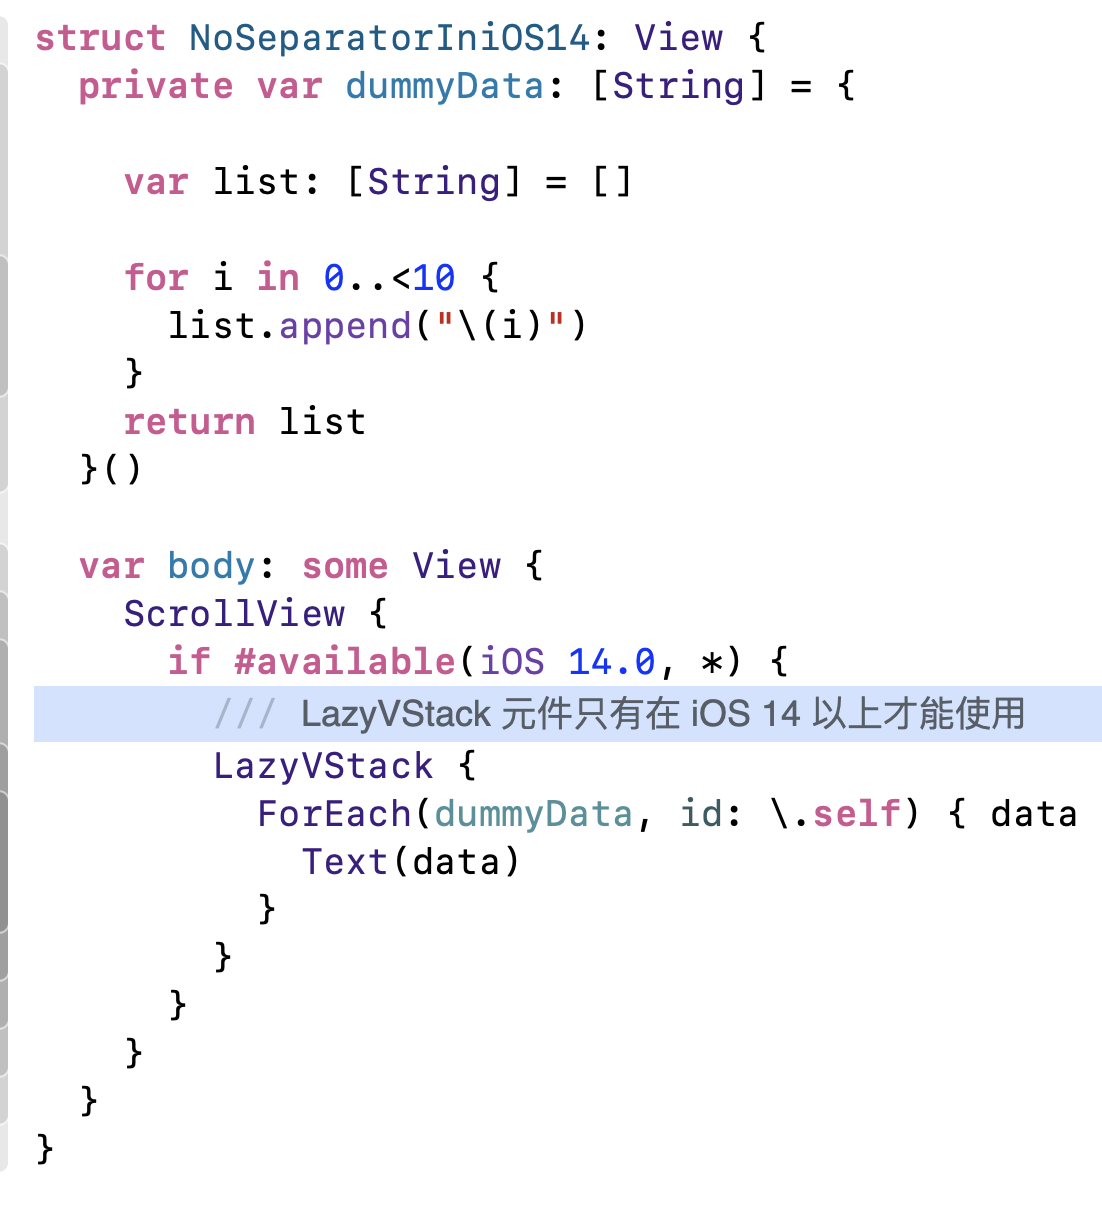 struct NoSeparatorIniOS14: View {
  private var dummyData: [String] = {

    var list: [String] = []

    for i in 0..<10 {
      list.append("\(i)")
    }
    return list
  }()

  var body: some View {
    ScrollView {
      if #available(iOS 14.0, *) {
        /// LazyVStack 元件只有在 iOS 14 以上才能使用
        LazyVStack {
          ForEach(dummyData, id: \.self) { data
            Text(data)
          }
        }
      }
    }
  }
}